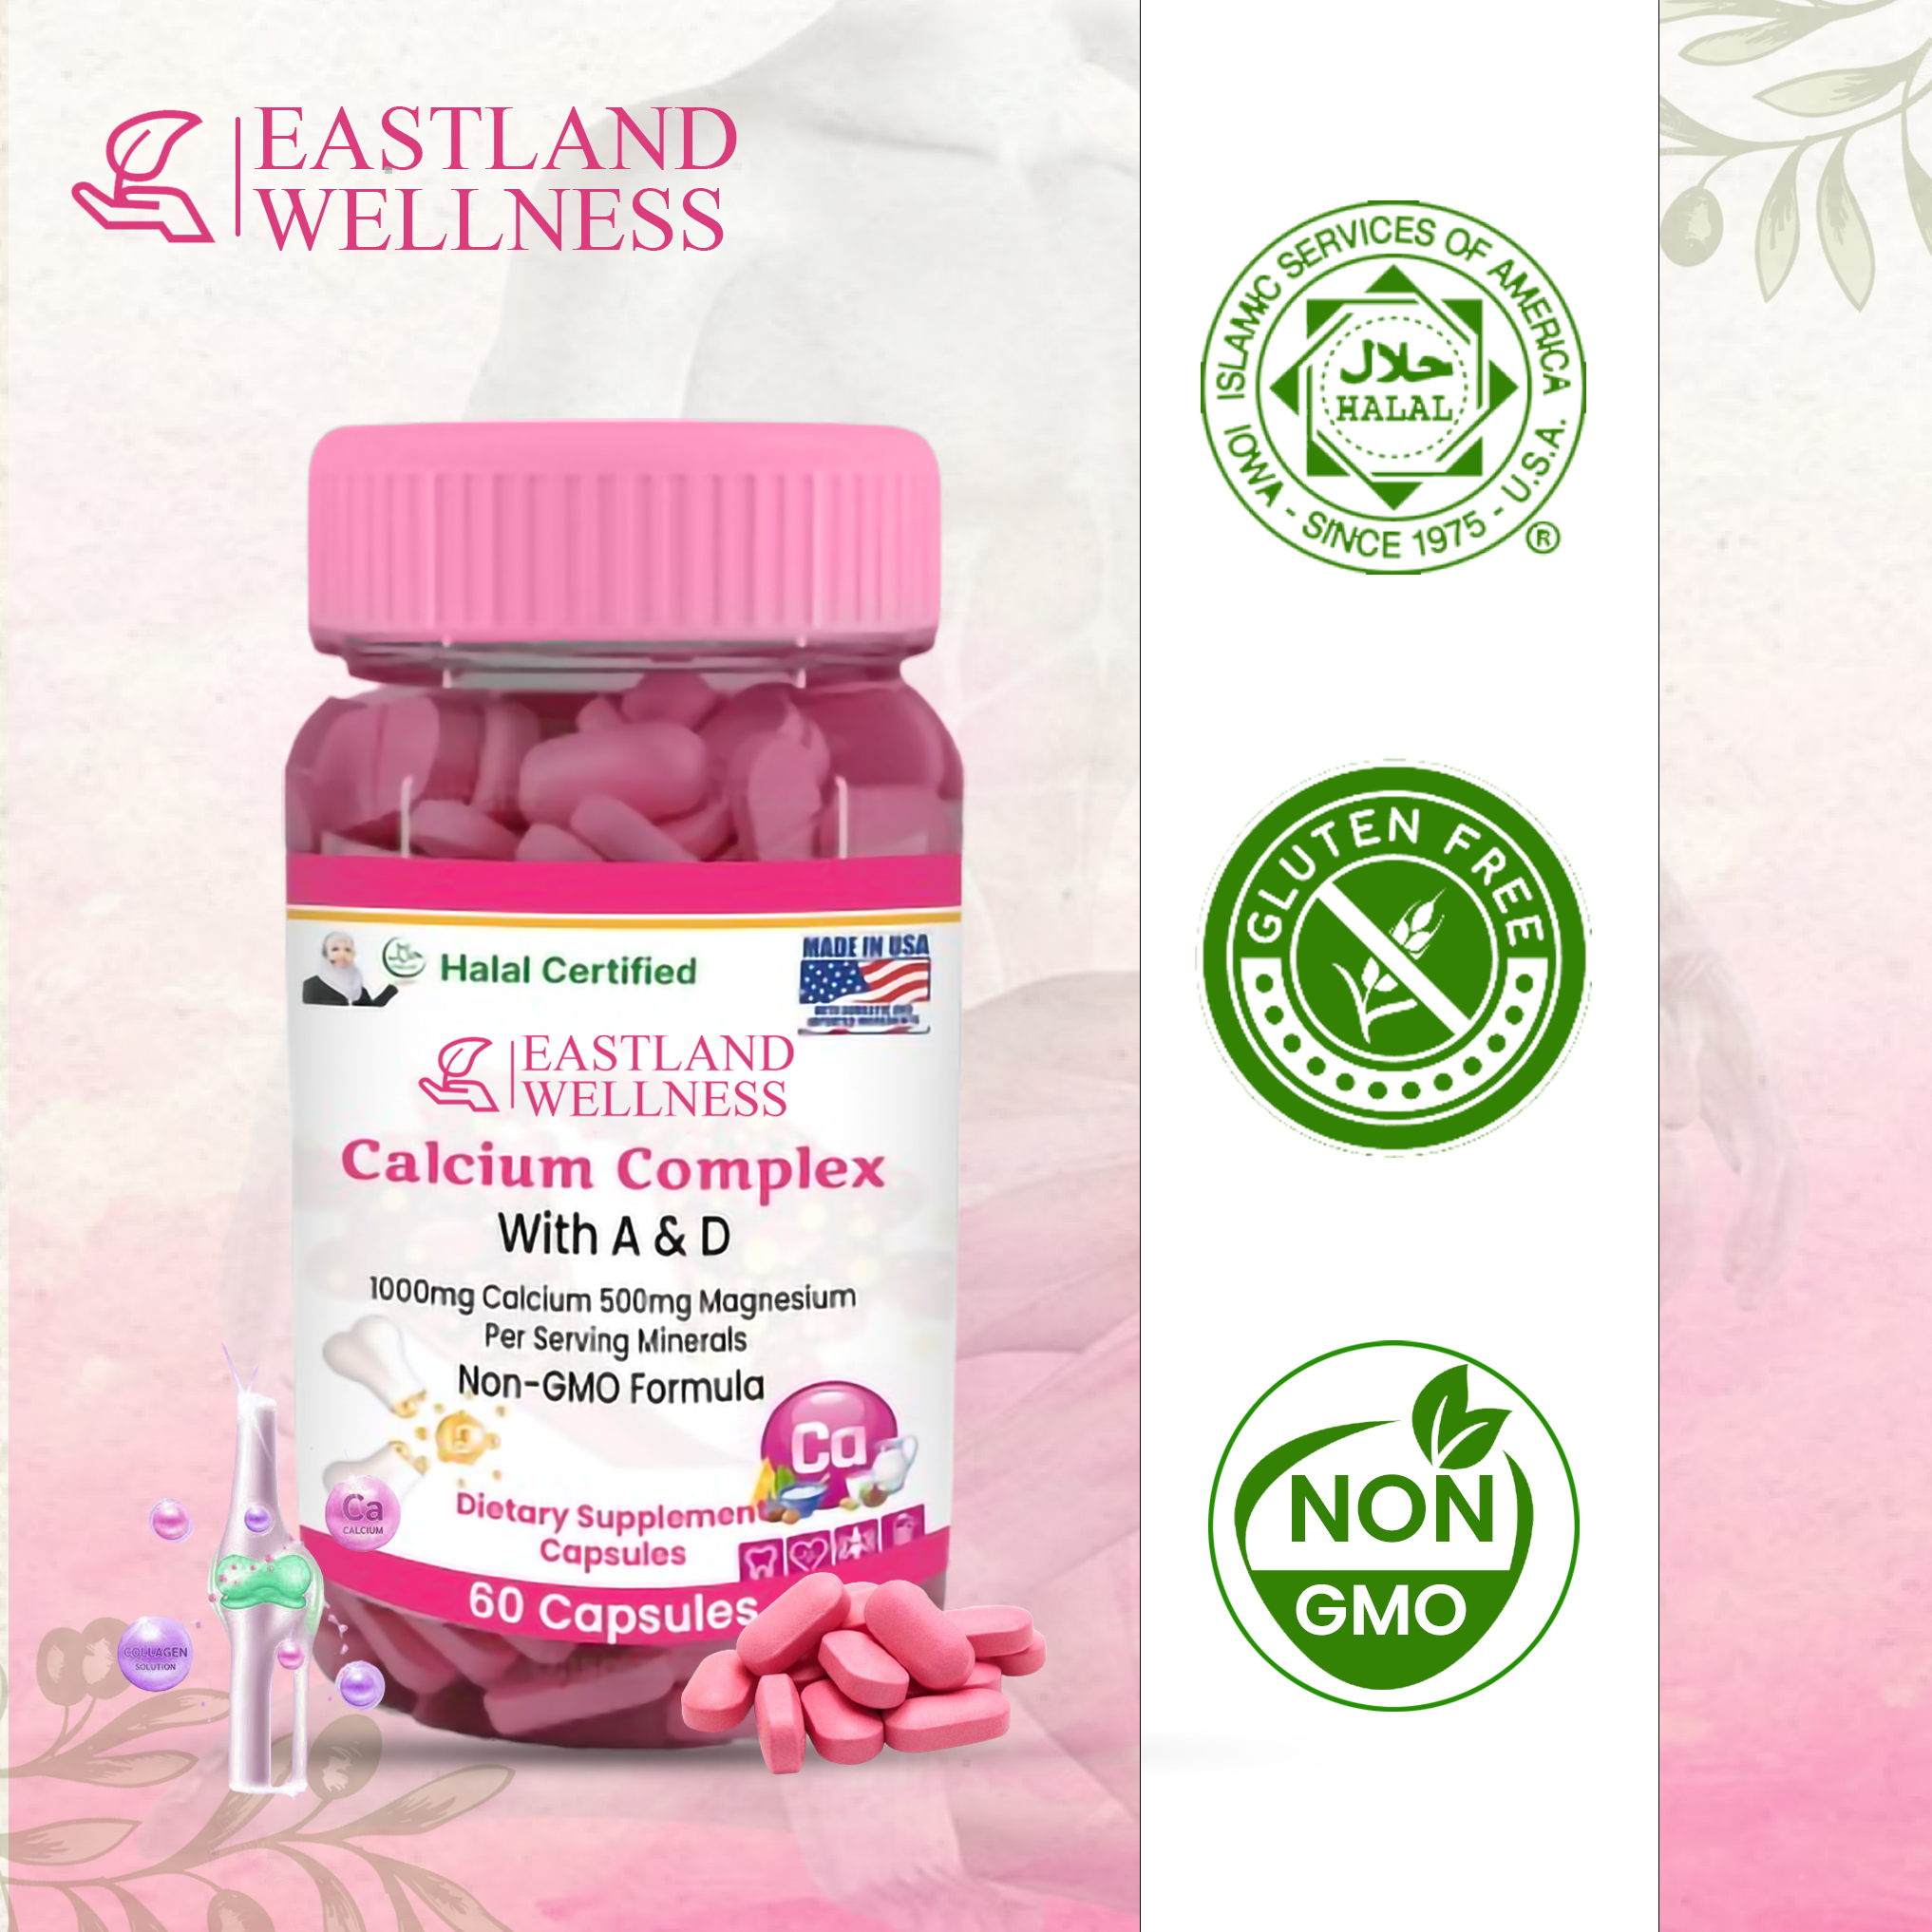 EASTLAND
WELLNESS
Halal Certified
MADE IN USA
EASTLAND
WELLNESS
Calcium Complex
With A & D
1000mg Calcium 500mg Magnesium
Per Serving Minerals
Non-GMO Formula
Ca
Dietary Supplement
Capsules
60 Capsules
Ca
CALCIUM
COLLAGEN
SOLUTION
ISLAMIC SERVICES OF AMERICA
حلال
HALAL
IOWA - SINCE 1975 - U.S.A.
®
GLUTEN FREE
NON
GMO